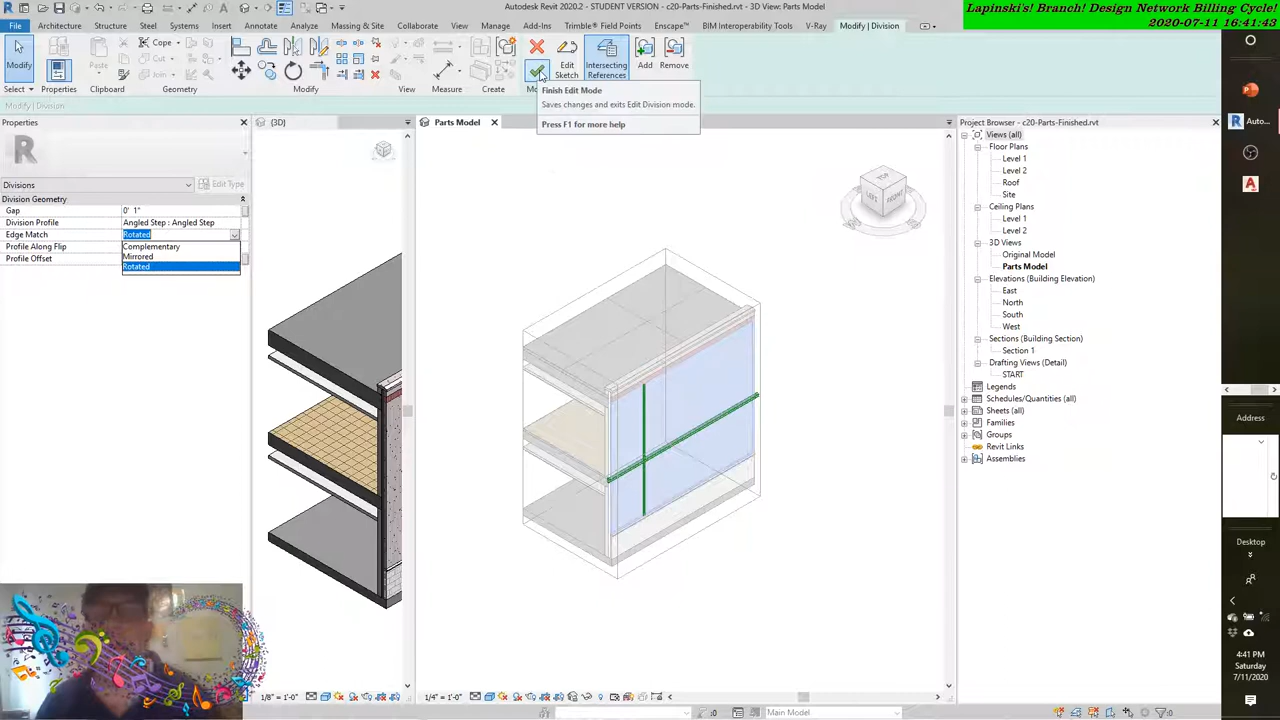 Autodesk Revit 2020.2 - STUDENT VERSION - c20-Parts-Finished.rvt - 3D View: Parts Model
Lapinski's! Branch! Design Network Billing Cycle!
2020-07-11 16:41:43
File Architecture Structure Steel Systems Insert Annotate Analyze Massing & Site Collaborate View Manage Add-Ins Trimble® Field Points Enscape™ BIM Interoperability Tools V-Ray Modify | Division
Modify
Paste
Cope
Edit Sketch
Intersecting References
Add
Remove
Select Properties Clipboard Geometry Modify View Measure Create
Finish Edit Mode
Saves changes and exits Edit Division mode.
Press F1 for more help
Modify | Division
Properties
{3D}
Parts Model
Project Browser - c20-Parts-Finished.rvt
Divisions
Edit Type
Division Geometry
Gap 0' 1"
Division Profile Angled Step : Angled Step
Edge Match Rotated
Profile Along Flip
Profile Offset
Complementary
Mirrored
Rotated
TOP
LEFT
FRONT
Views (all)
Floor Plans
Level 1
Level 2
Roof
Site
Ceiling Plans
Level 1
Level 2
3D Views
Original Model
Parts Model
Elevations (Building Elevation)
East
North
South
West
Sections (Building Section)
Section 1
Drafting Views (Detail)
START
Legends
Schedules/Quantities (all)
Sheets (all)
Families
Groups
Revit Links
Assemblies
Auto...
Address
Desktop
4:41 PM
Saturday
7/11/2020
1/8" = 1'-0"
1/4" = 1'-0"
:0
Main Model
:0